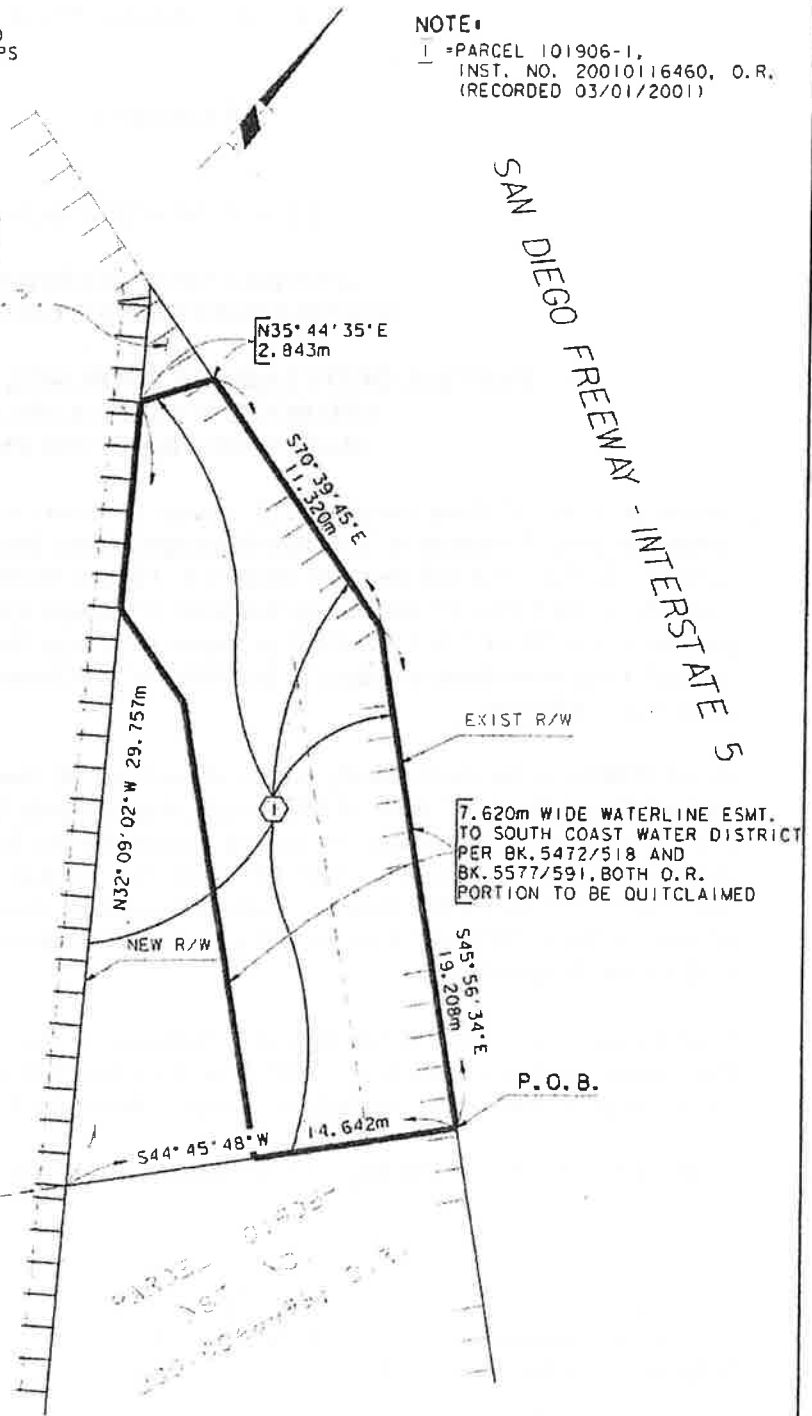 PS
NOTE:
1 =PARCEL 101906-1,
INST. NO. 20010116460, O.R.
(RECORDED 03/01/2001)
SAN DIEGO FREEWAY - INTERSTATE 5
N35°44'35"E
2.843m
S70°39'45"E
11.320m
N32°09'02"W 29.757m
EXIST R/W
1
7.620m WIDE WATERLINE ESMT.
TO SOUTH COAST WATER DISTRICT
PER BK.5472/518 AND
BK.5577/591, BOTH O.R.
PORTION TO BE QUITCLAIMED
NEW R/W
S45°56'34"E
19.208m
P.O.B.
S44°45'48"W 14.642m
PARCEL